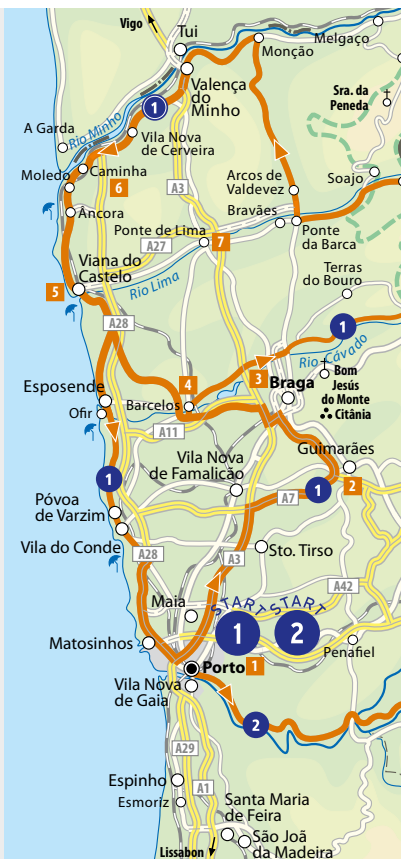 Vigo
Tui
Melgaço
Monção
Valença
do
Minho
Sra. da
Peneda
1
Rio Minho
A Garda
Vila Nova
de Cerveira
Caminha
Moledo
6
A3
Arcos de
Valdevez
Soajo
Âncora
Bravães
Ponte de Lima
7
A27
Ponte
da Barca
Viana do
Castelo
Rio Lima
Terras
do Bouro
5
A28
1
Rio Cávado
4
3
Bom
Jesús
do Monte
Citânia
Esposende
Braga
Ofir
Barcelos
A11
Guimarães
Vila Nova
de Famalicão
1
2
A7
1
Póvoa
de Varzim
Vila do Conde
A28
A3
Sto. Tirso
A42
Maia
START
1
START
2
Matosinhos
Porto
1
Penafiel
Vila Nova
de Gaia
2
A29
Espinho
A1
Esmoriz
Santa Maria
de Feira
São Joã
da Madeira
Lissabon